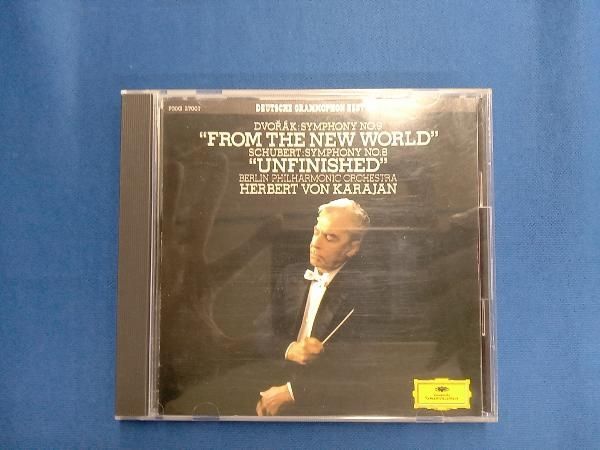 DEUTSCHE GRAMMOPHON BEST
DVOŘÁK:SYMPHONY NO.9
“FROM THE NEW WORLD”
SCHUBERT:SYMPHONY NO.8
“UNFINISHED”
BERLIN PHILHARMONIC ORCHESTRA
HERBERT VON KARAJAN